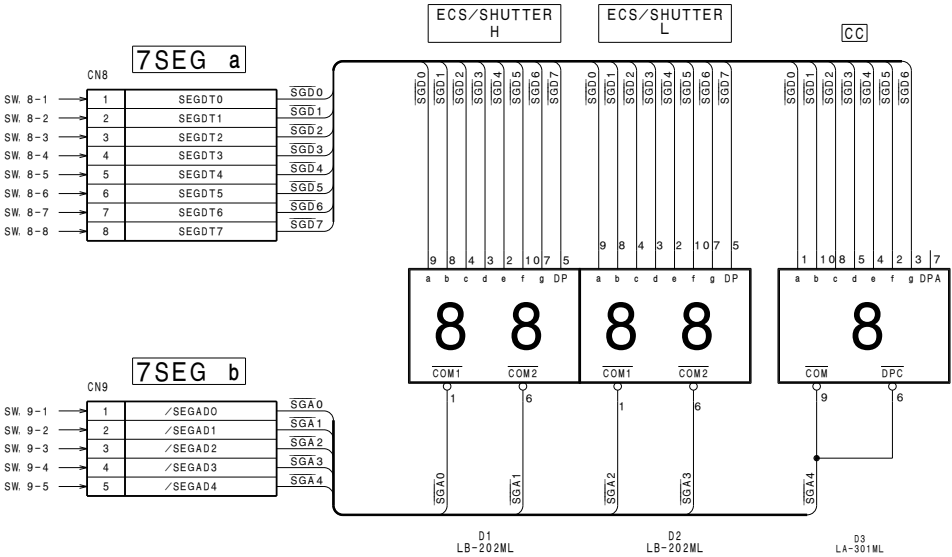 ECS/SHUTTER
H
ECS/SHUTTER
L
CC
7SEG a
CN8
SW. 8-1 1 SEGDT0 SGD0
SW. 8-2 2 SEGDT1 SGD1
SW. 8-3 3 SEGDT2 SGD2
SW. 8-4 4 SEGDT3 SGD3
SW. 8-5 5 SEGDT4 SGD4
SW. 8-6 6 SEGDT5 SGD5
SW. 8-7 7 SEGDT6 SGD6
SW. 8-8 8 SEGDT7 SGD7
SGD0 SGD1 SGD2 SGD3 SGD4 SGD5 SGD6 SGD7
SGD0 SGD1 SGD2 SGD3 SGD4 SGD5 SGD6 SGD7
SGD0 SGD1 SGD2 SGD3 SGD4 SGD5 SGD6
9 8 4 3 2 10 7 5
9 8 4 3 2 10 7 5
1 10 8 5 4 2 3 7
a b c d e f g DP
a b c d e f g DP
a b c d e f g DPA
8 8
8 8
8
COM1 COM2
COM1 COM2
COM DPC
1 6
1 6
9 6
7SEG b
CN9
SW. 9-1 1 /SEGAD0 SGA0
SW. 9-2 2 /SEGAD1 SGA1
SW. 9-3 3 /SEGAD2 SGA2
SW. 9-4 4 /SEGAD3 SGA3
SW. 9-5 5 /SEGAD4 SGA4
SGA0 SGA1 SGA2 SGA3 SGA4
D1
LB-202ML
D2
LB-202ML
D3
LA-301ML